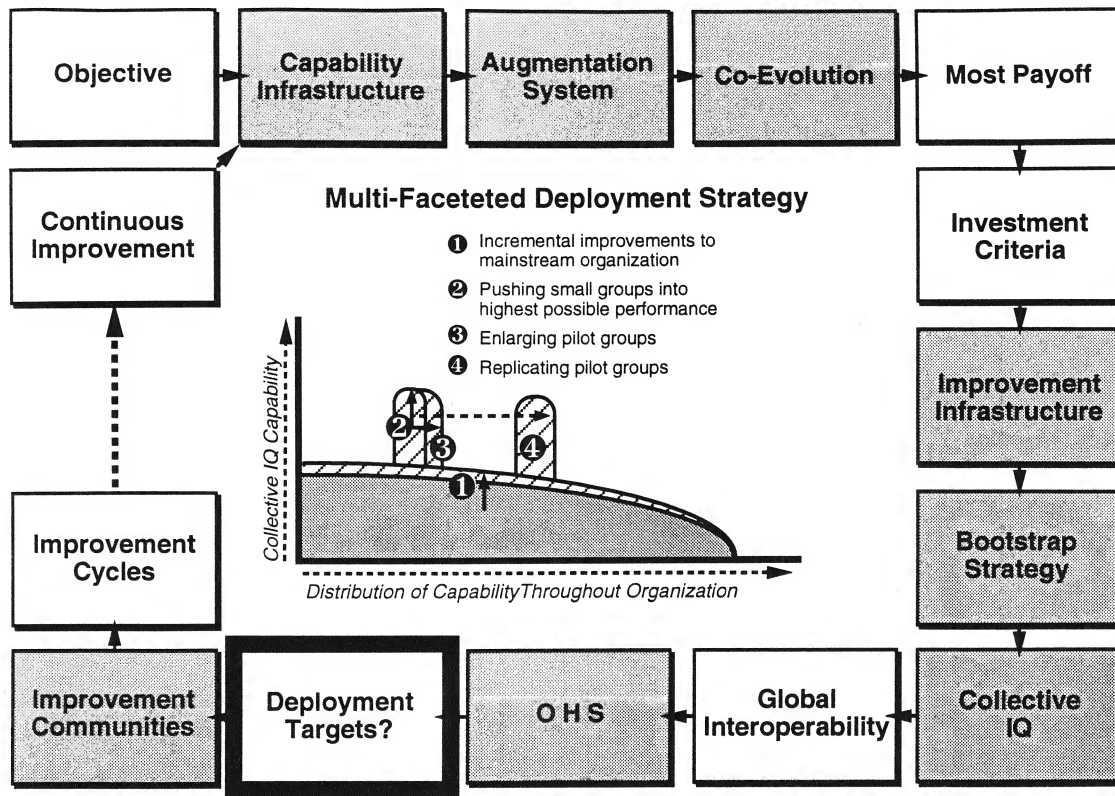 Objective
Capability
Infrastructure
Augmentation
System
Co-Evolution
Most Payoff
Continuous
Improvement
Multi-Faceteted Deployment Strategy
Investment
Criteria
1 Incremental improvements to
mainstream organization
2 Pushing small groups into
highest possible performance
3 Enlarging pilot groups
4 Replicating pilot groups
Improvement
Infrastructure
Collective IQ Capability
2
3
4
1
Distribution of CapabilityThroughout Organization
Improvement
Cycles
Bootstrap
Strategy
Improvement
Communities
Deployment
Targets?
O H S
Global
Interoperability
Collective
IQ